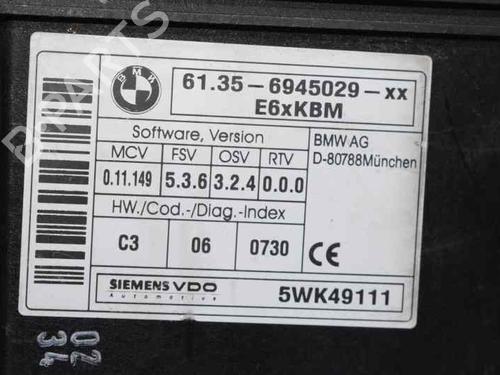 BMW
61.35 - 6945029 - xx
E6xKBM
Software, Version
MCV FSV OSV RTV
0.11.149 5.3.6 3.2.4 0.0.0
BMW AG
D-80788München
HW./Cod.-/Diag.-Index
C3 06 0730
CE
SIEMENS VDO
Automotive
5WK49111
02
34
B-PARTS